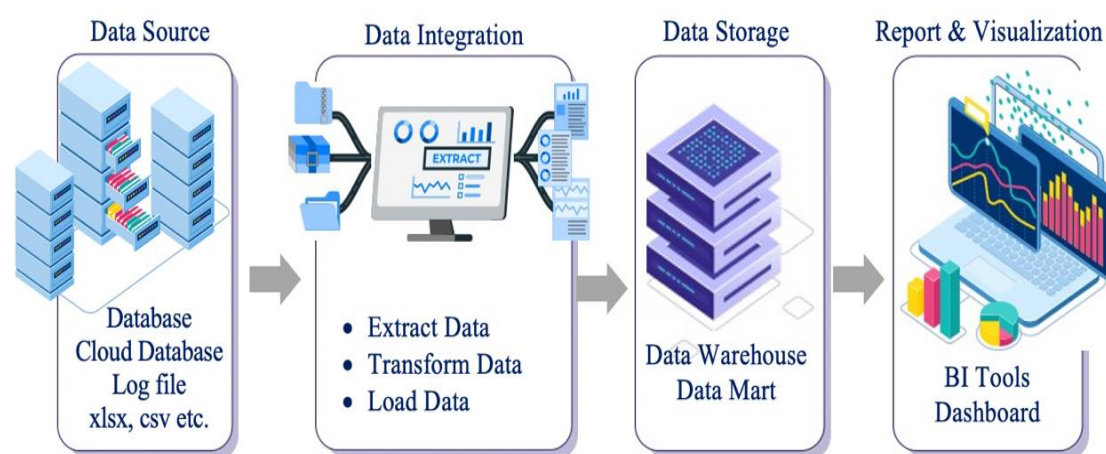 Data Source
Database
Cloud Database
Log file
xlsx, csv etc.
Data Integration
EXTRACT
• Extract Data
• Transform Data
• Load Data
Data Storage
Data Warehouse
Data Mart
Report & Visualization
BI Tools
Dashboard